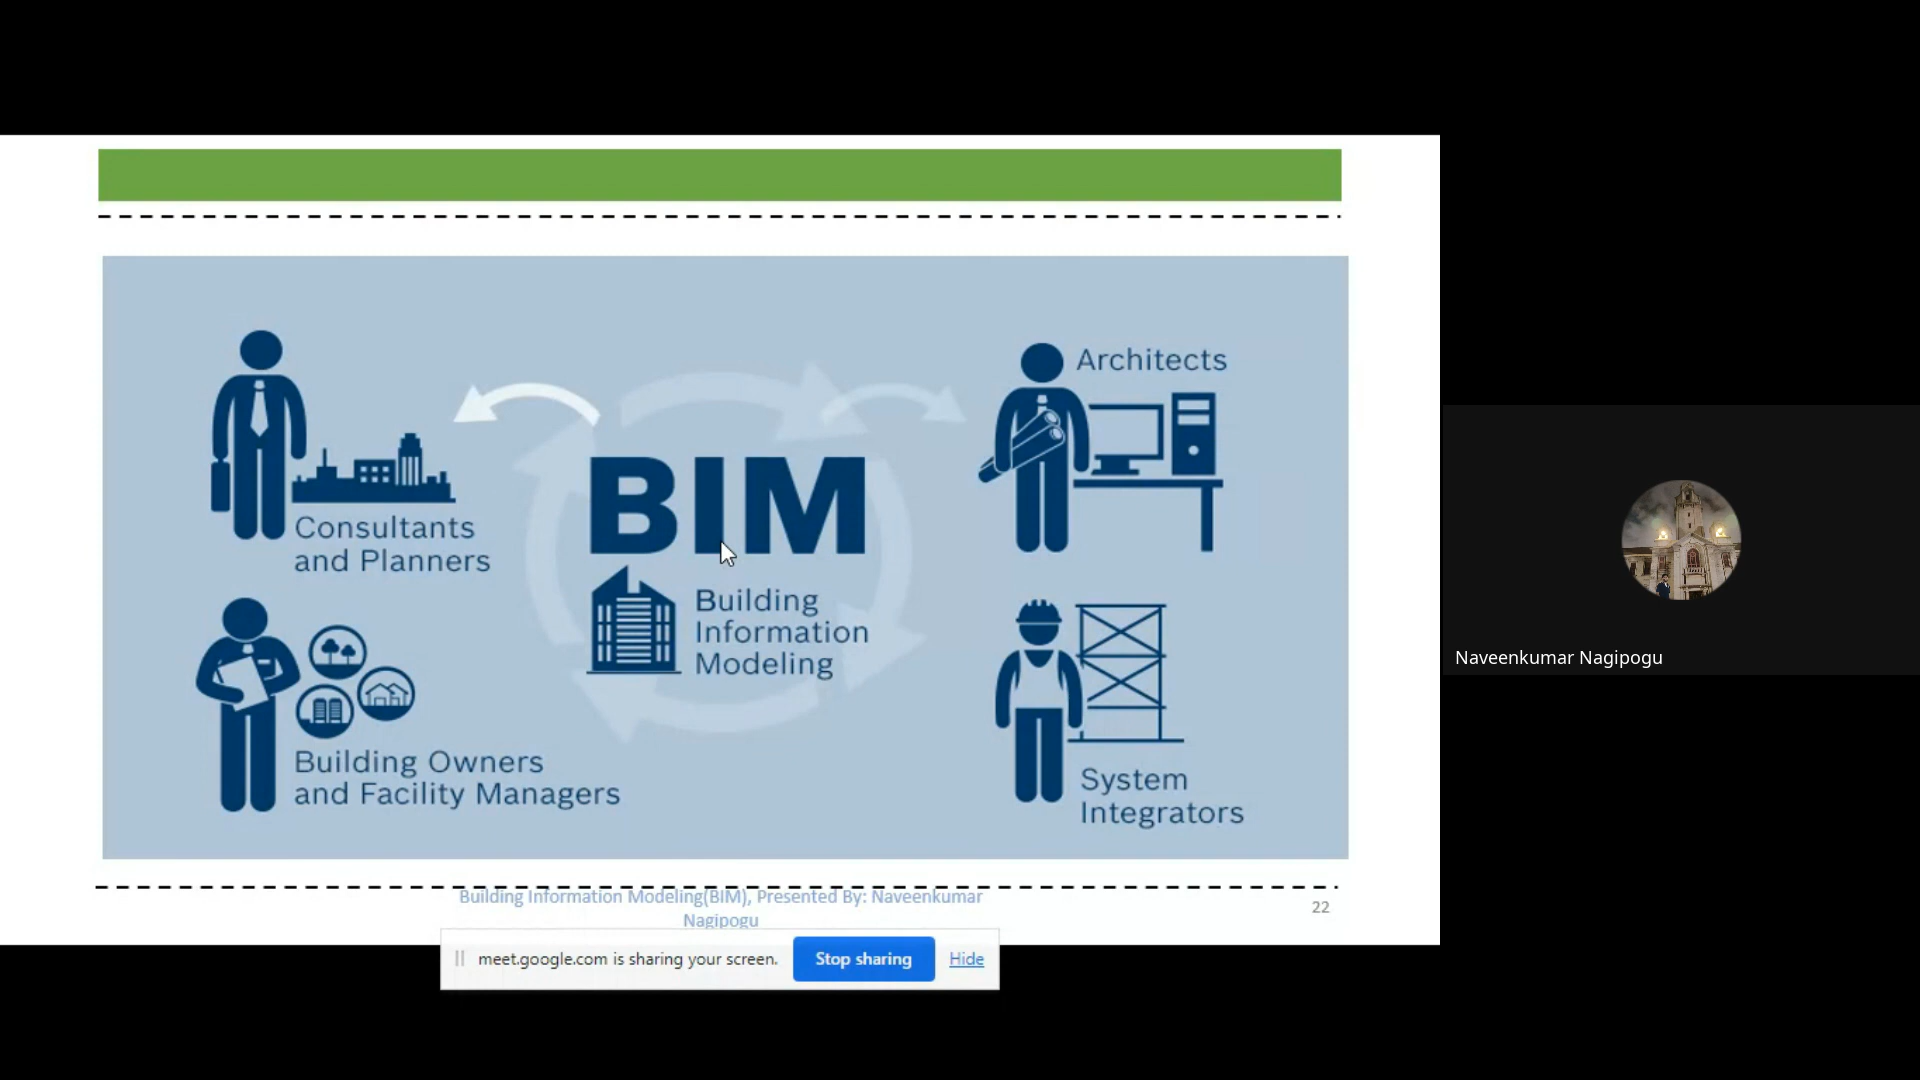 Architects
Consultants
and Planners
BIM
Building
Information
Modeling
Building Owners
and Facility Managers
System
Integrators
Building Information Modeling(BIM), Presented By: Naveenkumar
Nagipogu
22
meet.google.com is sharing your screen.
Stop sharing
Hide
Naveenkumar Nagipogu